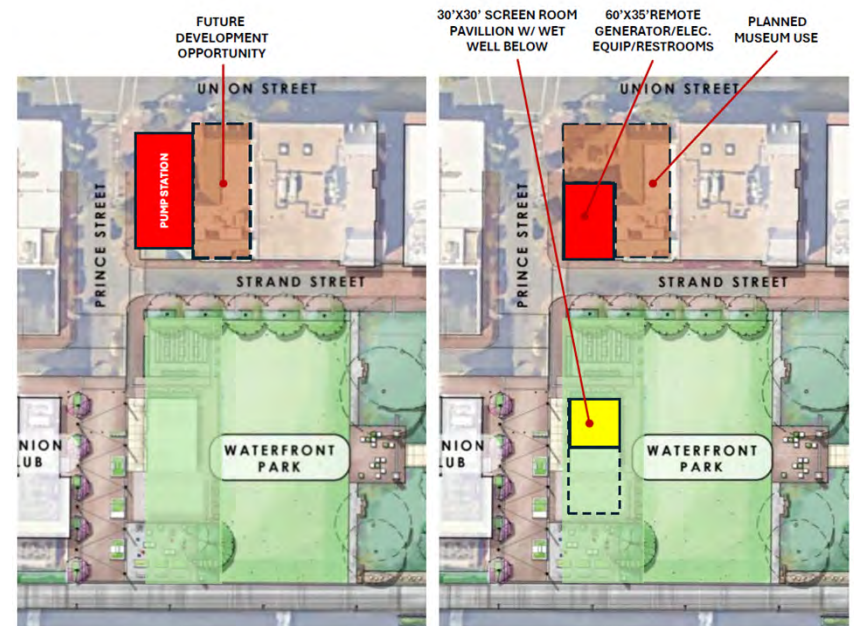 FUTURE
DEVELOPMENT
OPPORTUNITY
30'X30' SCREEN ROOM
PAVILLION W/ WET
WELL BELOW
60'X35'REMOTE
GENERATOR/ELEC.
EQUIP/RESTROOMS
PLANNED
MUSEUM USE
UNION STREET
PUMP STATION
PRINCE STREET
STRAND STREET
WATERFRONT
PARK
NION
LUB
UNION STREET
PRINCE STREET
STRAND STREET
WATERFRONT
PARK
NION
LUB